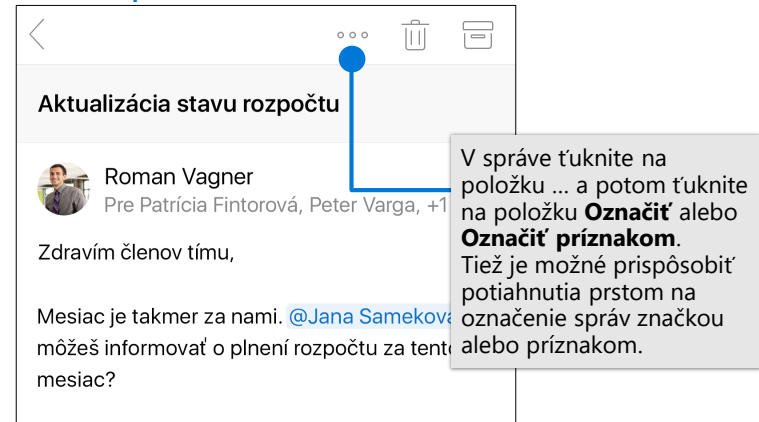 Aktualizácia stavu rozpočtu
Roman Vagner
Pre Patrícia Fintorová, Peter Varga, +1
Zdravím členov tímu,
Mesiac je takmer za nami. @Jana Sameková
môžeš informovať o plnení rozpočtu za tento
mesiac?
V správe ťuknite na
položku ... a potom ťuknite
na položku Označiť alebo
Označiť príznakom.
Tiež je možné prispôsobiť
potiahnutia prstom na
označenie správ značkou
alebo príznakom.